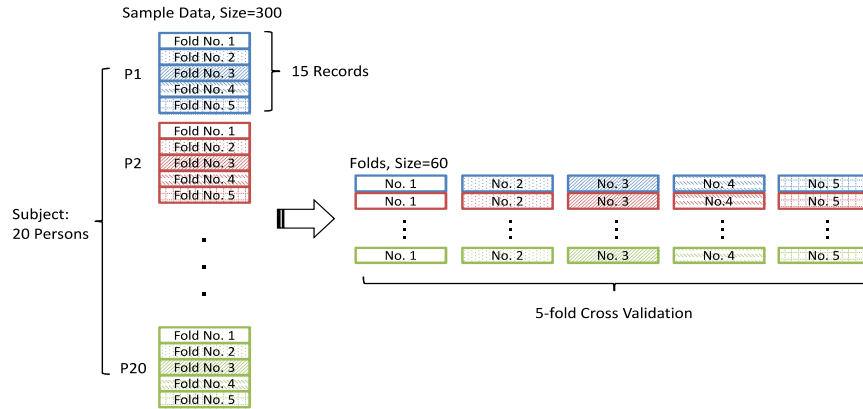 Sample Data, Size=300
Fold No. 1
Fold No. 2
Fold No. 3
Fold No. 4
Fold No. 5
P1
15 Records
Fold No. 1
Fold No. 2
Fold No. 3
Fold No. 4
Fold No. 5
P2
Subject:
20 Persons
Fold No. 1
Fold No. 2
Fold No. 3
Fold No. 4
Fold No. 5
P20
Folds, Size=60
No. 1 No. 2 No. 3 No. 4 No. 5
No. 1 No. 2 No. 3 No.4 No. 5
No. 1 No. 2 No. 3 No. 4 No. 5
5-fold Cross Validation